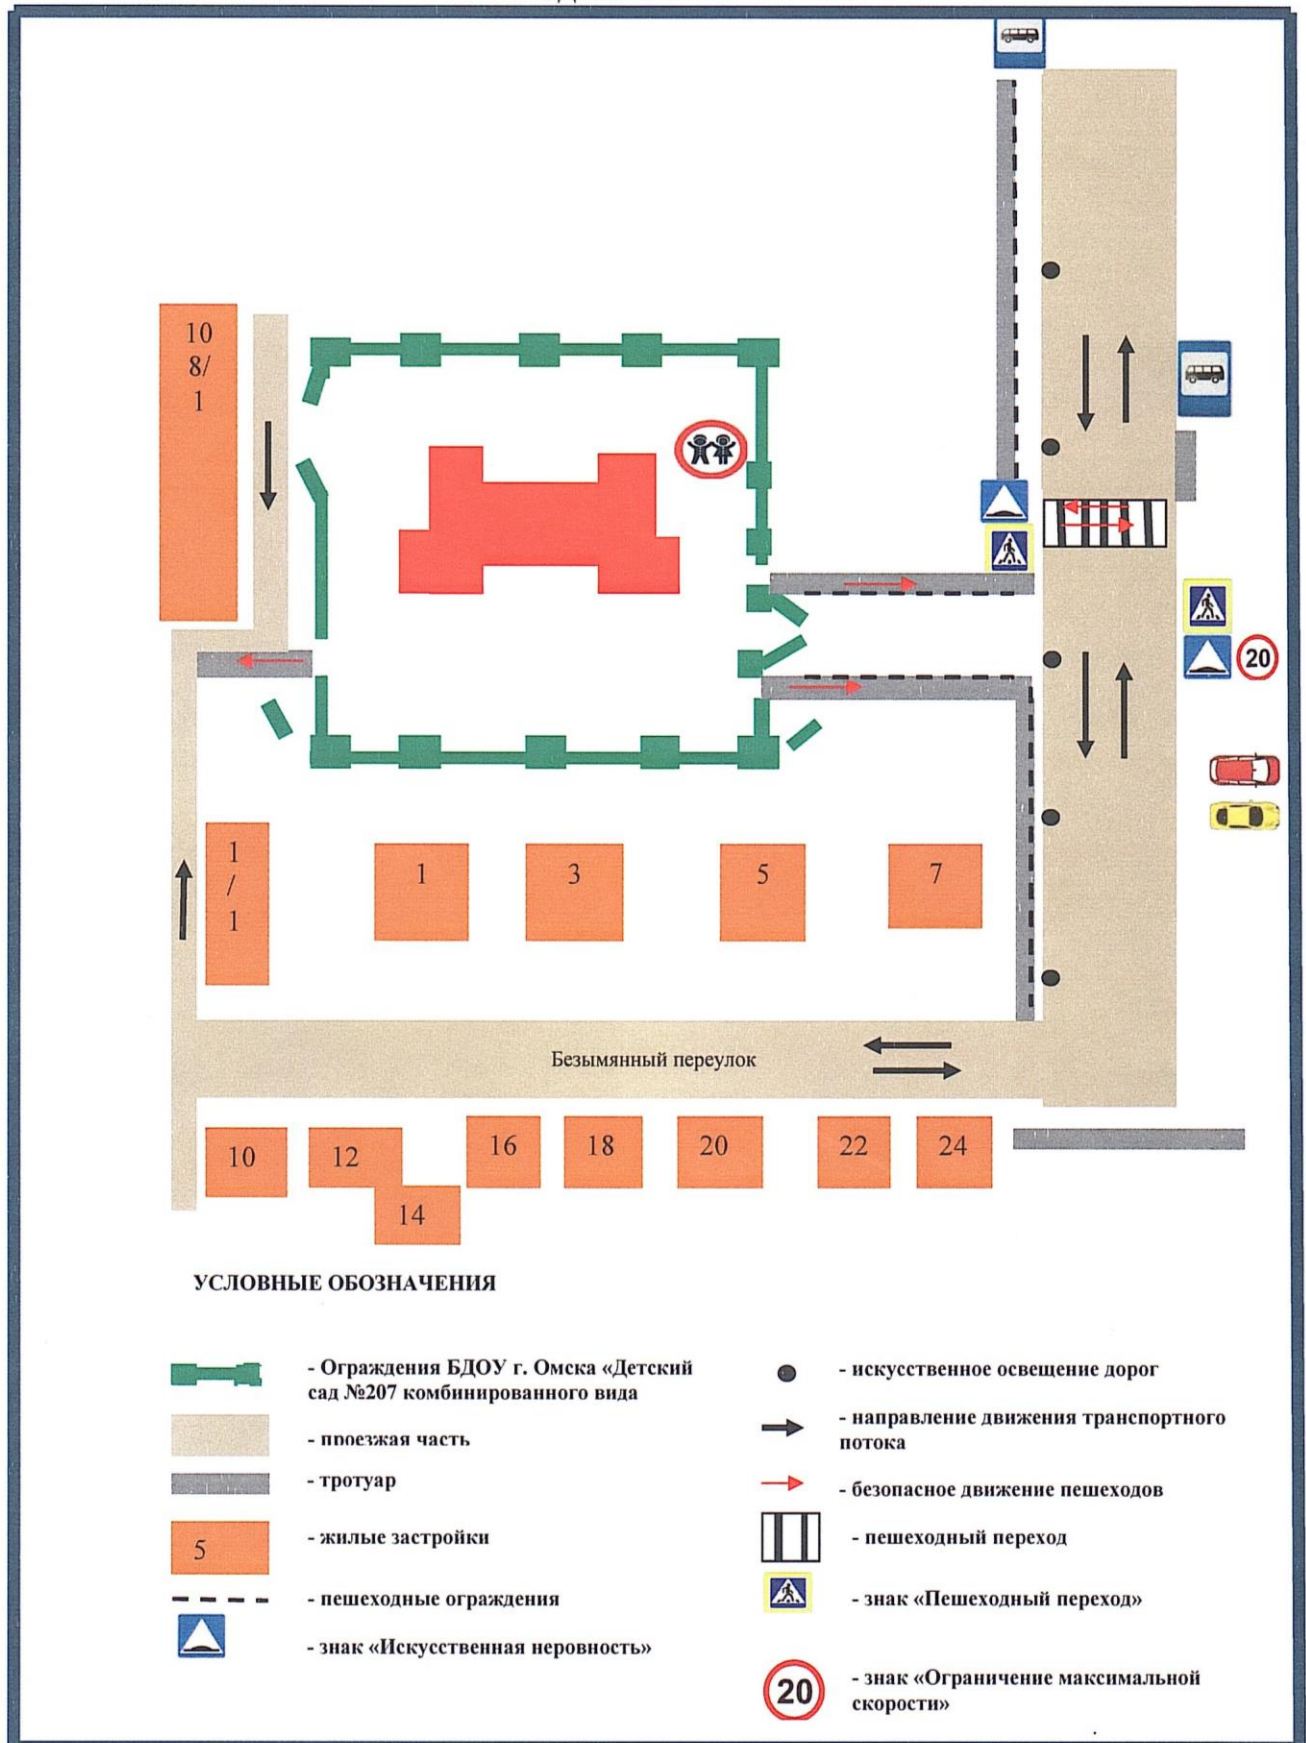 10
8/
1
20
1
/
1
1
3
5
7
Безымянный переулок
10
12
14
16
18
20
22
24
УСЛОВНЫЕ ОБОЗНАЧЕНИЯ
- Ограждения БДОУ г. Омска «Детский
сад №207 комбинированного вида
- проезжая часть
- тротуар
5
- жилые застройки
- пешеходные ограждения
- знак «Искусственная неровность»
- искусственное освещение дорог
- направление движения транспортного
потока
- безопасное движение пешеходов
- пешеходный переход
- знак «Пешеходный переход»
20
- знак «Ограничение максимальной
скорости»